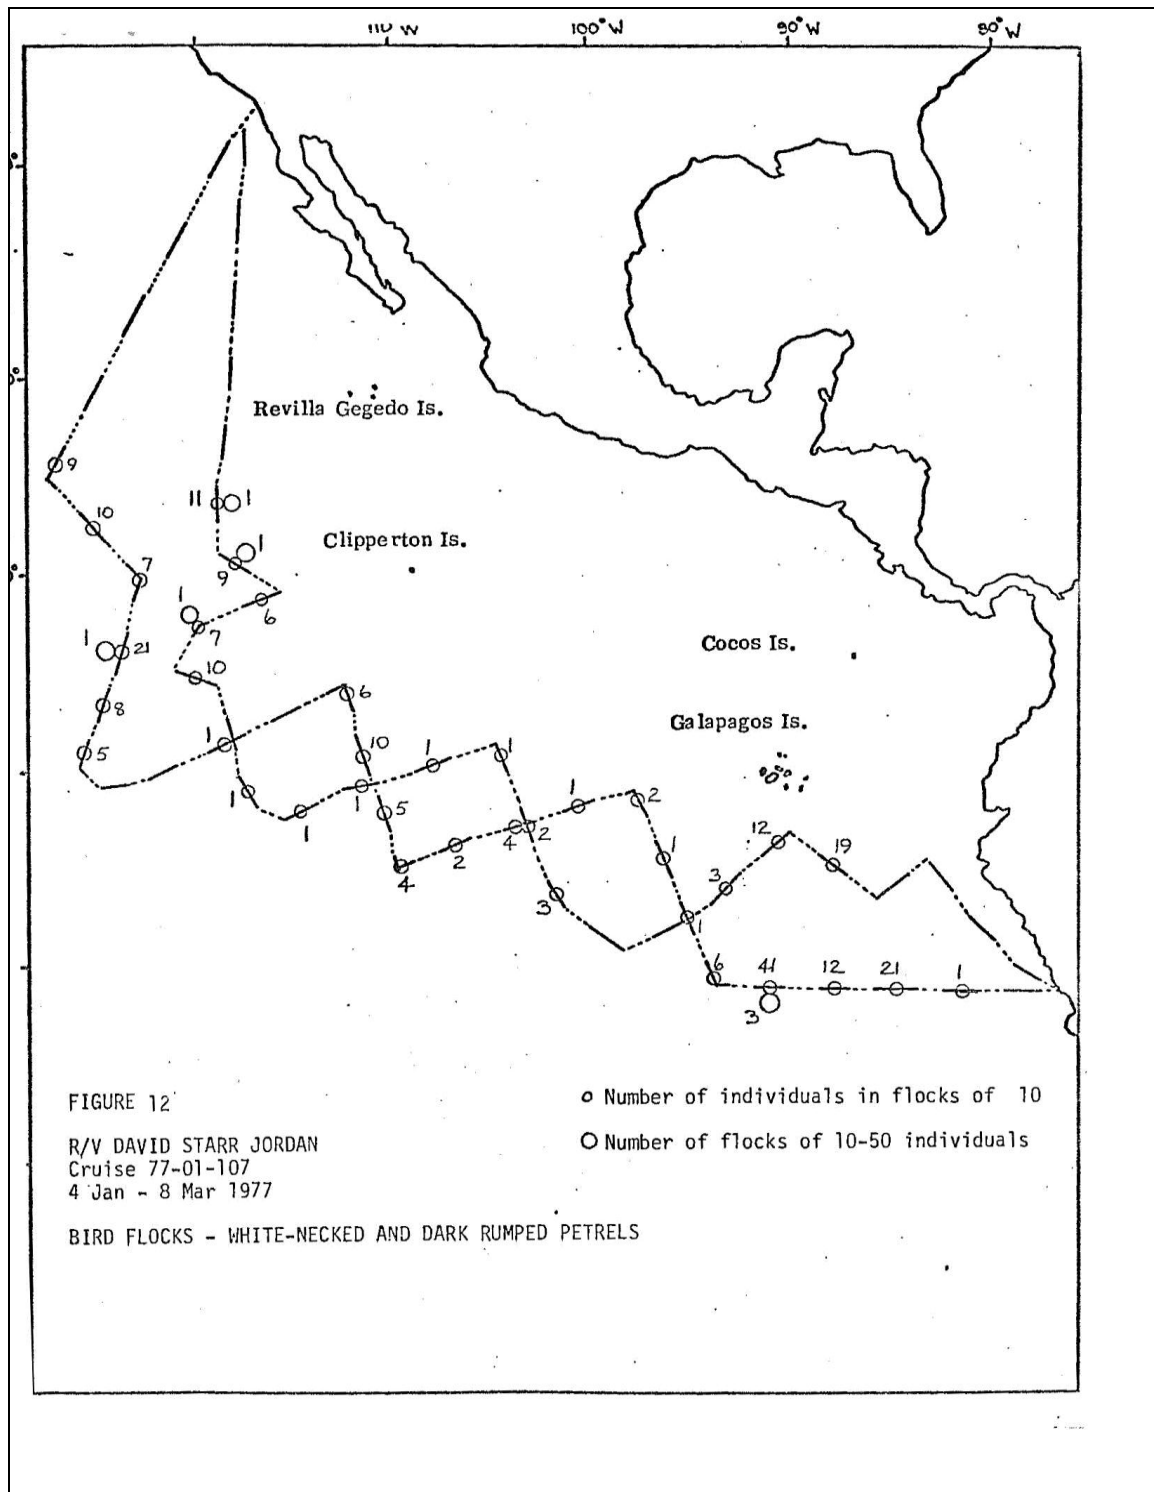 110°W 100°W 90°W 80°W
Revilla Gegedo Is.
9
11 1
10
Clipperton Is.
1
7
9
1
6
7
Cocos Is.
1 21
10
6
8
Galapagos Is.
1
10
1
1
5
1
1
1
5
1
2
1
4 2
12
2
1
19
4
3
3
1
6 41 12 21 1
3
FIGURE 12
R/V DAVID STARR JORDAN
Cruise 77-01-107
4 Jan - 8 Mar 1977
BIRD FLOCKS - WHITE-NECKED AND DARK RUMPED PETRELS
Number of individuals in flocks of 10
Number of flocks of 10-50 individuals